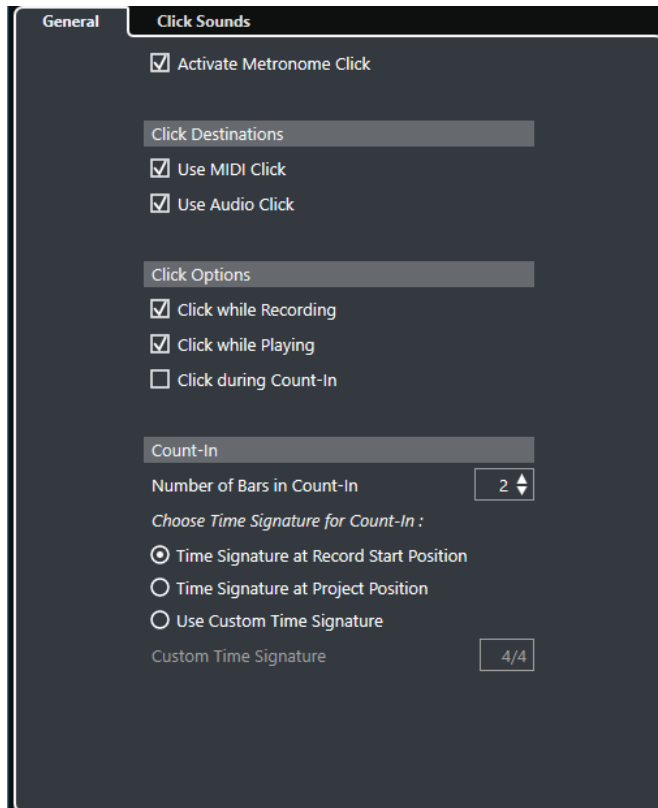 General Click Sounds
Activate Metronome Click
Click Destinations
Use MIDI Click
Use Audio Click
Click Options
Click while Recording
Click while Playing
Click during Count-In
Count-In
Number of Bars in Count-In 2
Choose Time Signature for Count-In :
Time Signature at Record Start Position
Time Signature at Project Position
Use Custom Time Signature
Custom Time Signature 4/4